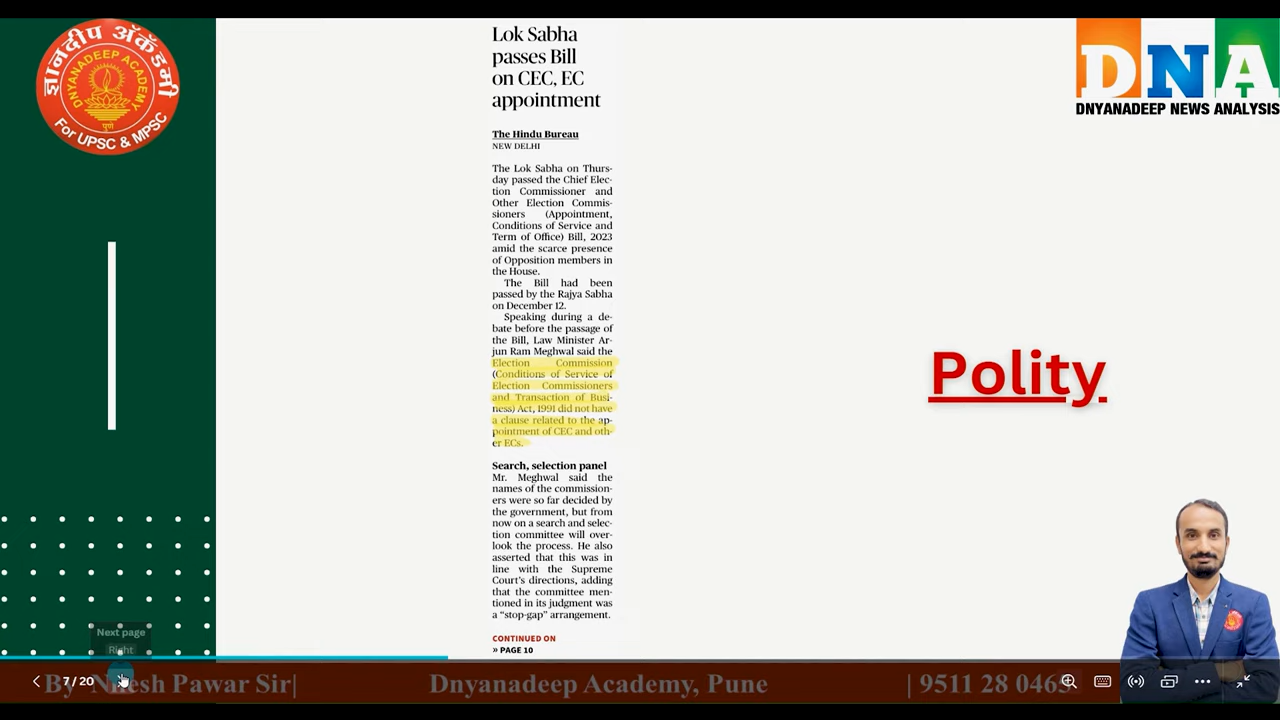 ज्ञानदीप अ‍ॅकॅडमी
DNYANADEEP ACADEMY
पुणे
For UPSC & MPSC
Lok Sabha
passes Bill
on CEC, EC
appointment
The Hindu Bureau
NEW DELHI
The Lok Sabha on Thurs-
day passed the Chief Elec-
tion Commissioner and
Other Election Commis-
sioners (Appointment,
Conditions of Service and
Term of Office) Bill, 2023
amid the scarce presence
of Opposition members in
the House.
The Bill had been
passed by the Rajya Sabha
on December 12.
Speaking during a de-
bate before the passage of
the Bill, Law Minister Ar-
jun Ram Meghwal said the
Election Commission
(Conditions of Service of
Election Commissioners
and Transaction of Busi-
ness) Act, 1991 did not have
a clause related to the ap-
pointment of CEC and oth-
er ECs.
Search, selection panel
Mr. Meghwal said the
names of the commission-
ers were so far decided by
the government, but from
now on a search and selec-
tion committee will over-
look the process. He also
asserted that this was in
line with the Supreme
Court's directions, adding
that the committee men-
tioned in its judgment was
a "stop-gap" arrangement.
CONTINUED ON
» PAGE 10
DNA
DNYANADEEP NEWS ANALYSIS
Polity
Next page
Right
7 / 20
By Nilesh Pawar Sir| Dnyanadeep Academy, Pune | 9511 28 0465